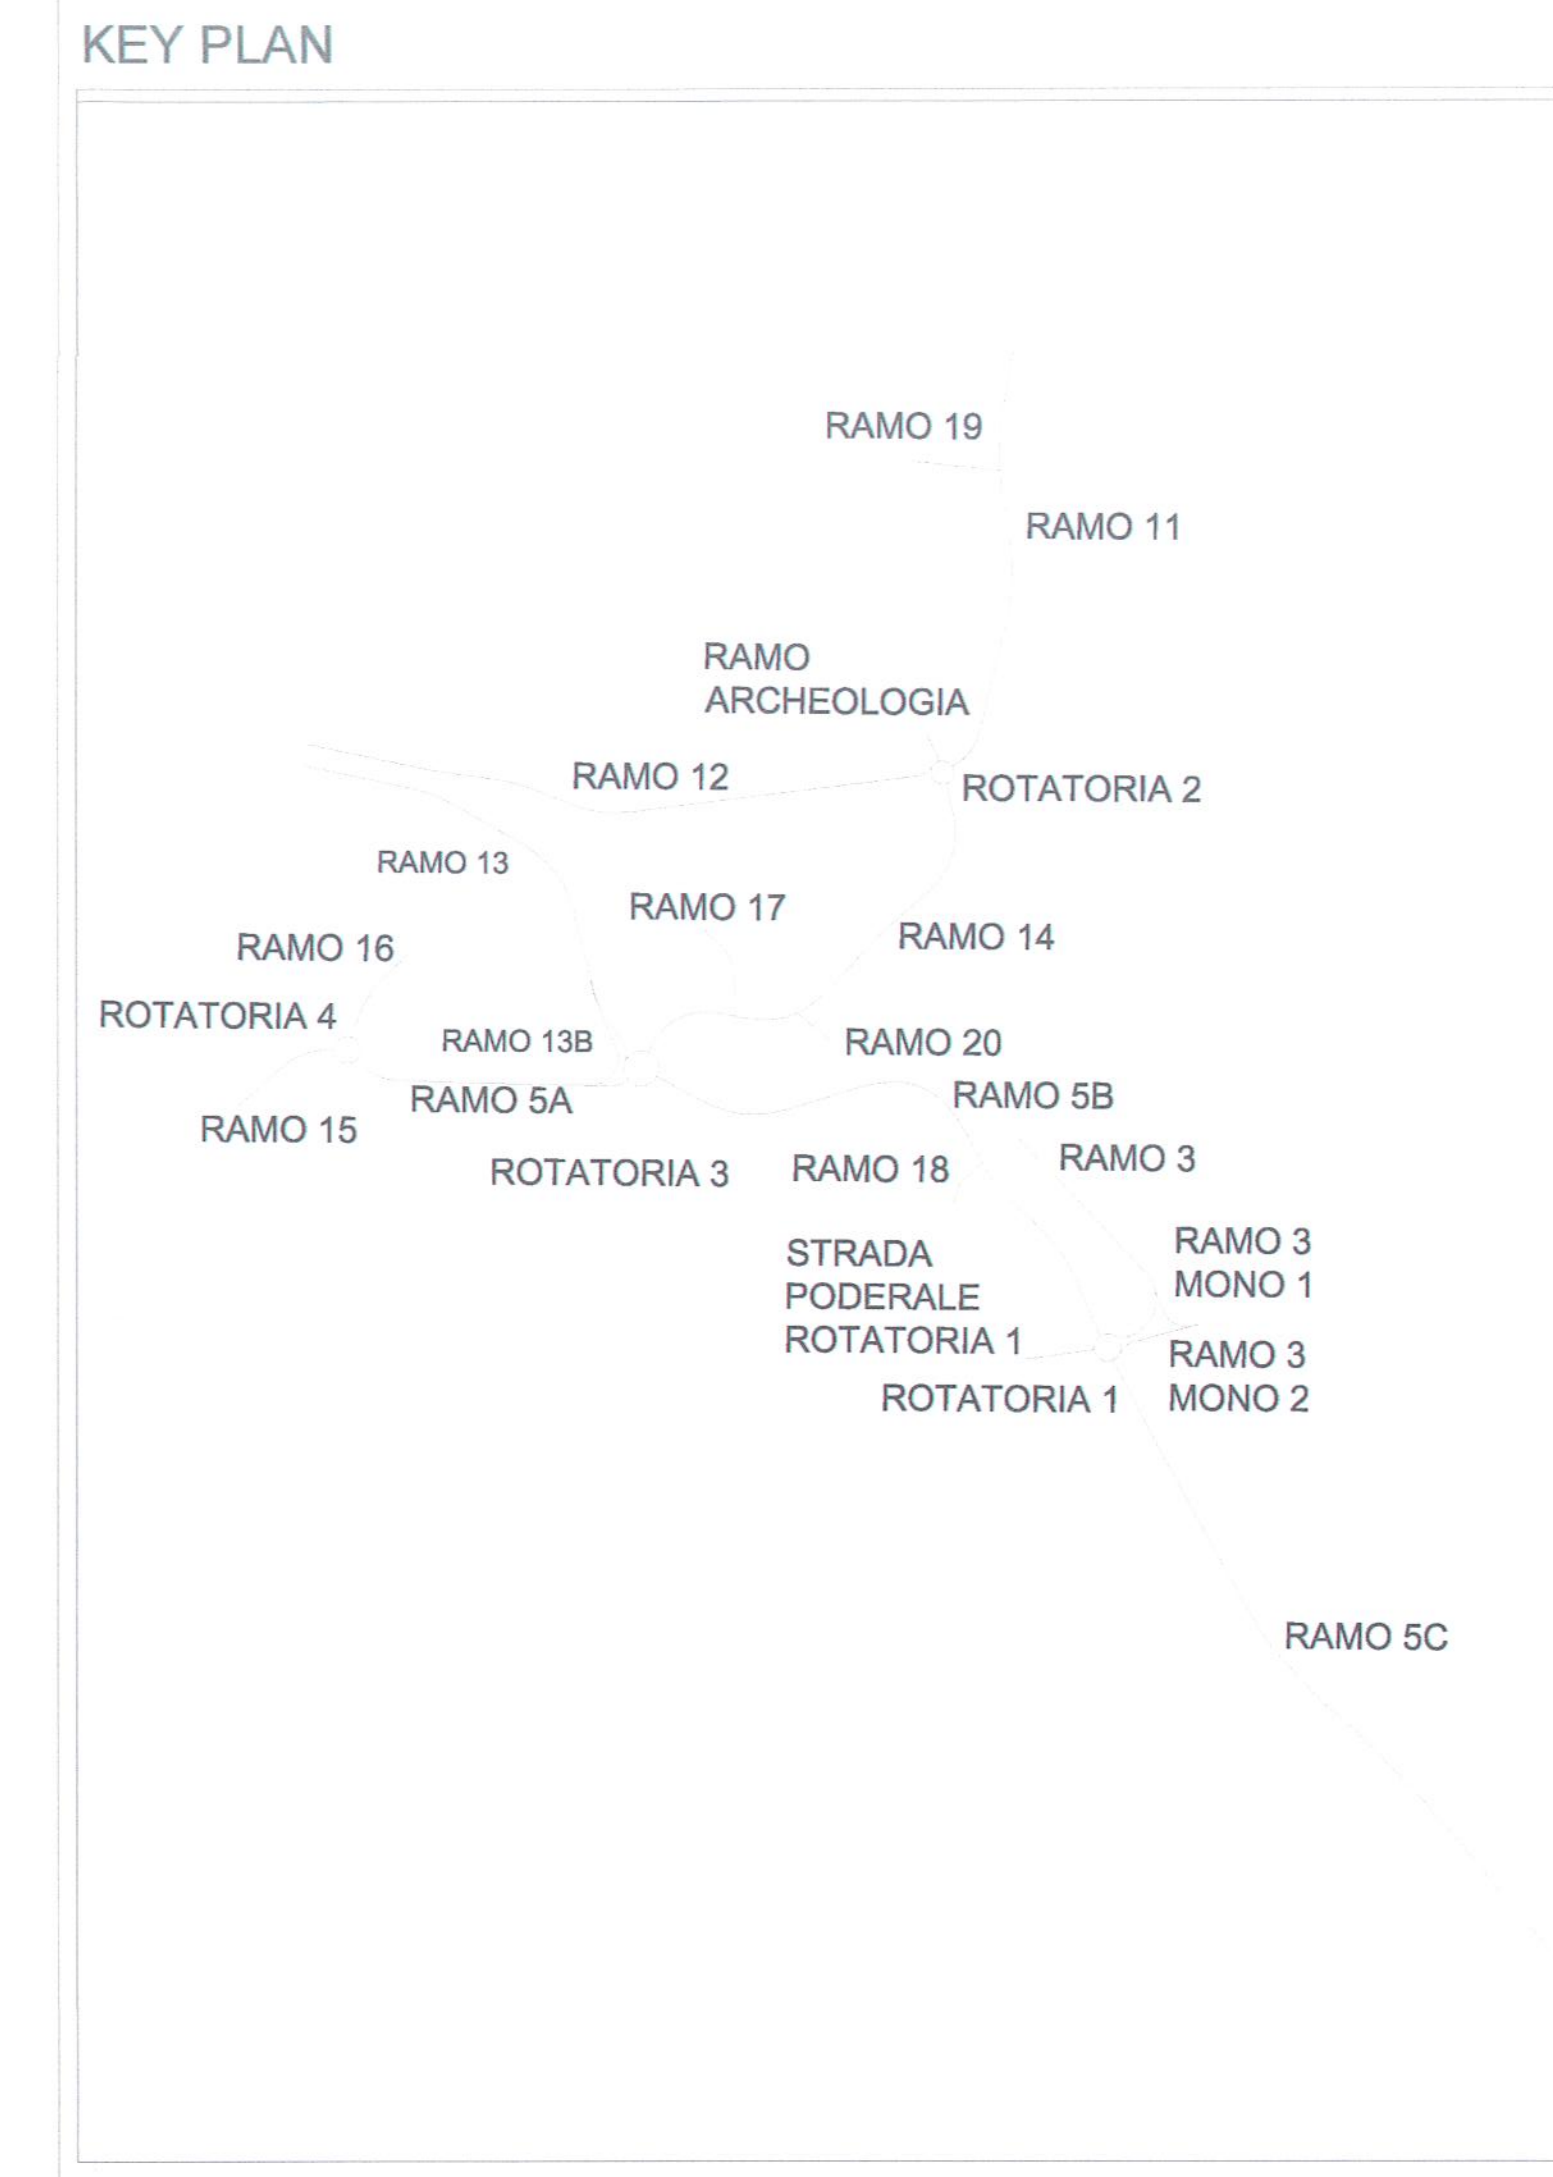 KEY PLAN
RAMO 19
RAMO 11
RAMO
ARCHEOLOGIA
RAMO 12
ROTATORIA 2
RAMO 13
RAMO 17
RAMO 14
RAMO 16
ROTATORIA 4
RAMO 13B
RAMO 20
RAMO 5A
RAMO 5B
RAMO 15
ROTATORIA 3
RAMO 18
RAMO 3
STRADA
PODERALE
ROTATORIA 1
RAMO 3
MONO 1
RAMO 3
MONO 2
ROTATORIA 1
RAMO 5C